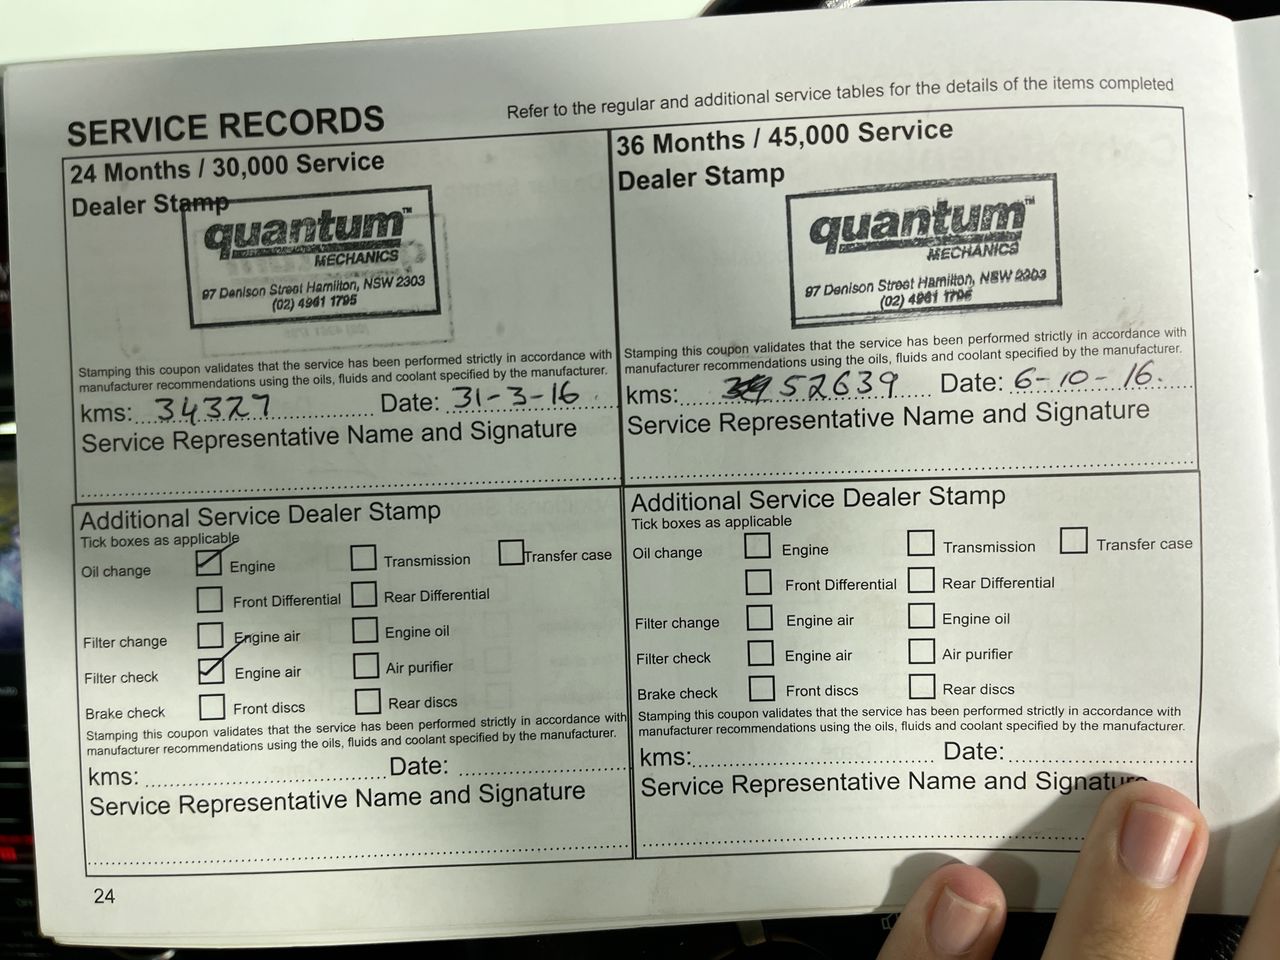 SERVICE RECORDS
Refer to the regular and additional service tables for the details of the items completed
24 Months / 30,000 Service
Dealer Stamp
quantum™
MECHANICS
97 Denison Street Hamilton, NSW 2303
(02) 4961 1795
Stamping this coupon validates that the service has been performed strictly in accordance with
manufacturer recommendations using the oils, fluids and coolant specified by the manufacturer.
kms: 34327 Date: 31-3-16
Service Representative Name and Signature
36 Months / 45,000 Service
Dealer Stamp
quantum™
MECHANICS
97 Denison Street Hamilton, NSW 2303
(02) 4961 1795
Stamping this coupon validates that the service has been performed strictly in accordance with
manufacturer recommendations using the oils, fluids and coolant specified by the manufacturer.
kms: 52639 Date: 6-10-16.
Service Representative Name and Signature
Additional Service Dealer Stamp
Tick boxes as applicable
Oil change Engine Transmission Transfer case
Front Differential Rear Differential
Filter change Engine air Engine oil
Filter check Engine air Air purifier
Brake check Front discs Rear discs
Stamping this coupon validates that the service has been performed strictly in accordance with
manufacturer recommendations using the oils, fluids and coolant specified by the manufacturer.
kms: Date:
Service Representative Name and Signature
Additional Service Dealer Stamp
Tick boxes as applicable
Oil change Engine Transmission Transfer case
Front Differential Rear Differential
Filter change Engine air Engine oil
Filter check Engine air Air purifier
Brake check Front discs Rear discs
Stamping this coupon validates that the service has been performed strictly in accordance with
manufacturer recommendations using the oils, fluids and coolant specified by the manufacturer.
kms: Date:
Service Representative Name and Signature
24